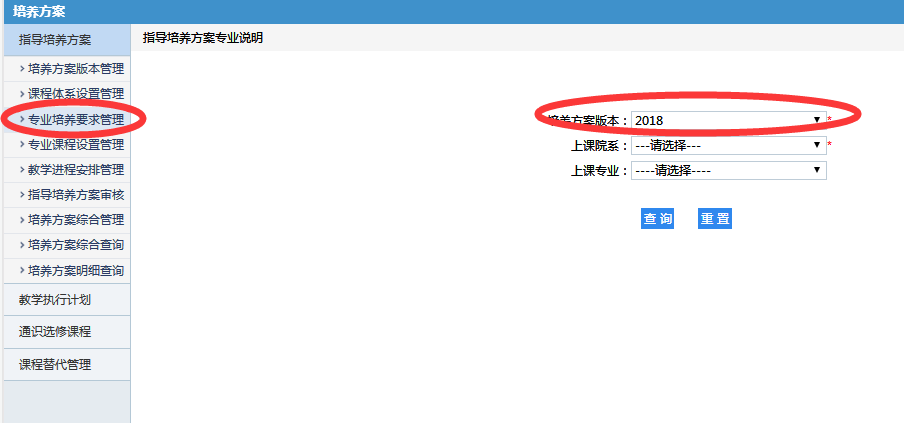 培养方案
指导培养方案
培养方案版本管理
课程体系设置管理
专业培养要求管理
专业课程设置管理
教学进程安排管理
指导培养方案审核
培养方案综合管理
培养方案综合查询
培养方案明细查询
教学执行计划
通识选修课程
课程替代管理
指导培养方案专业说明
培养方案版本：2018 *
上课院系：---请选择--- *
上课专业：----请选择----
查 询 重 置